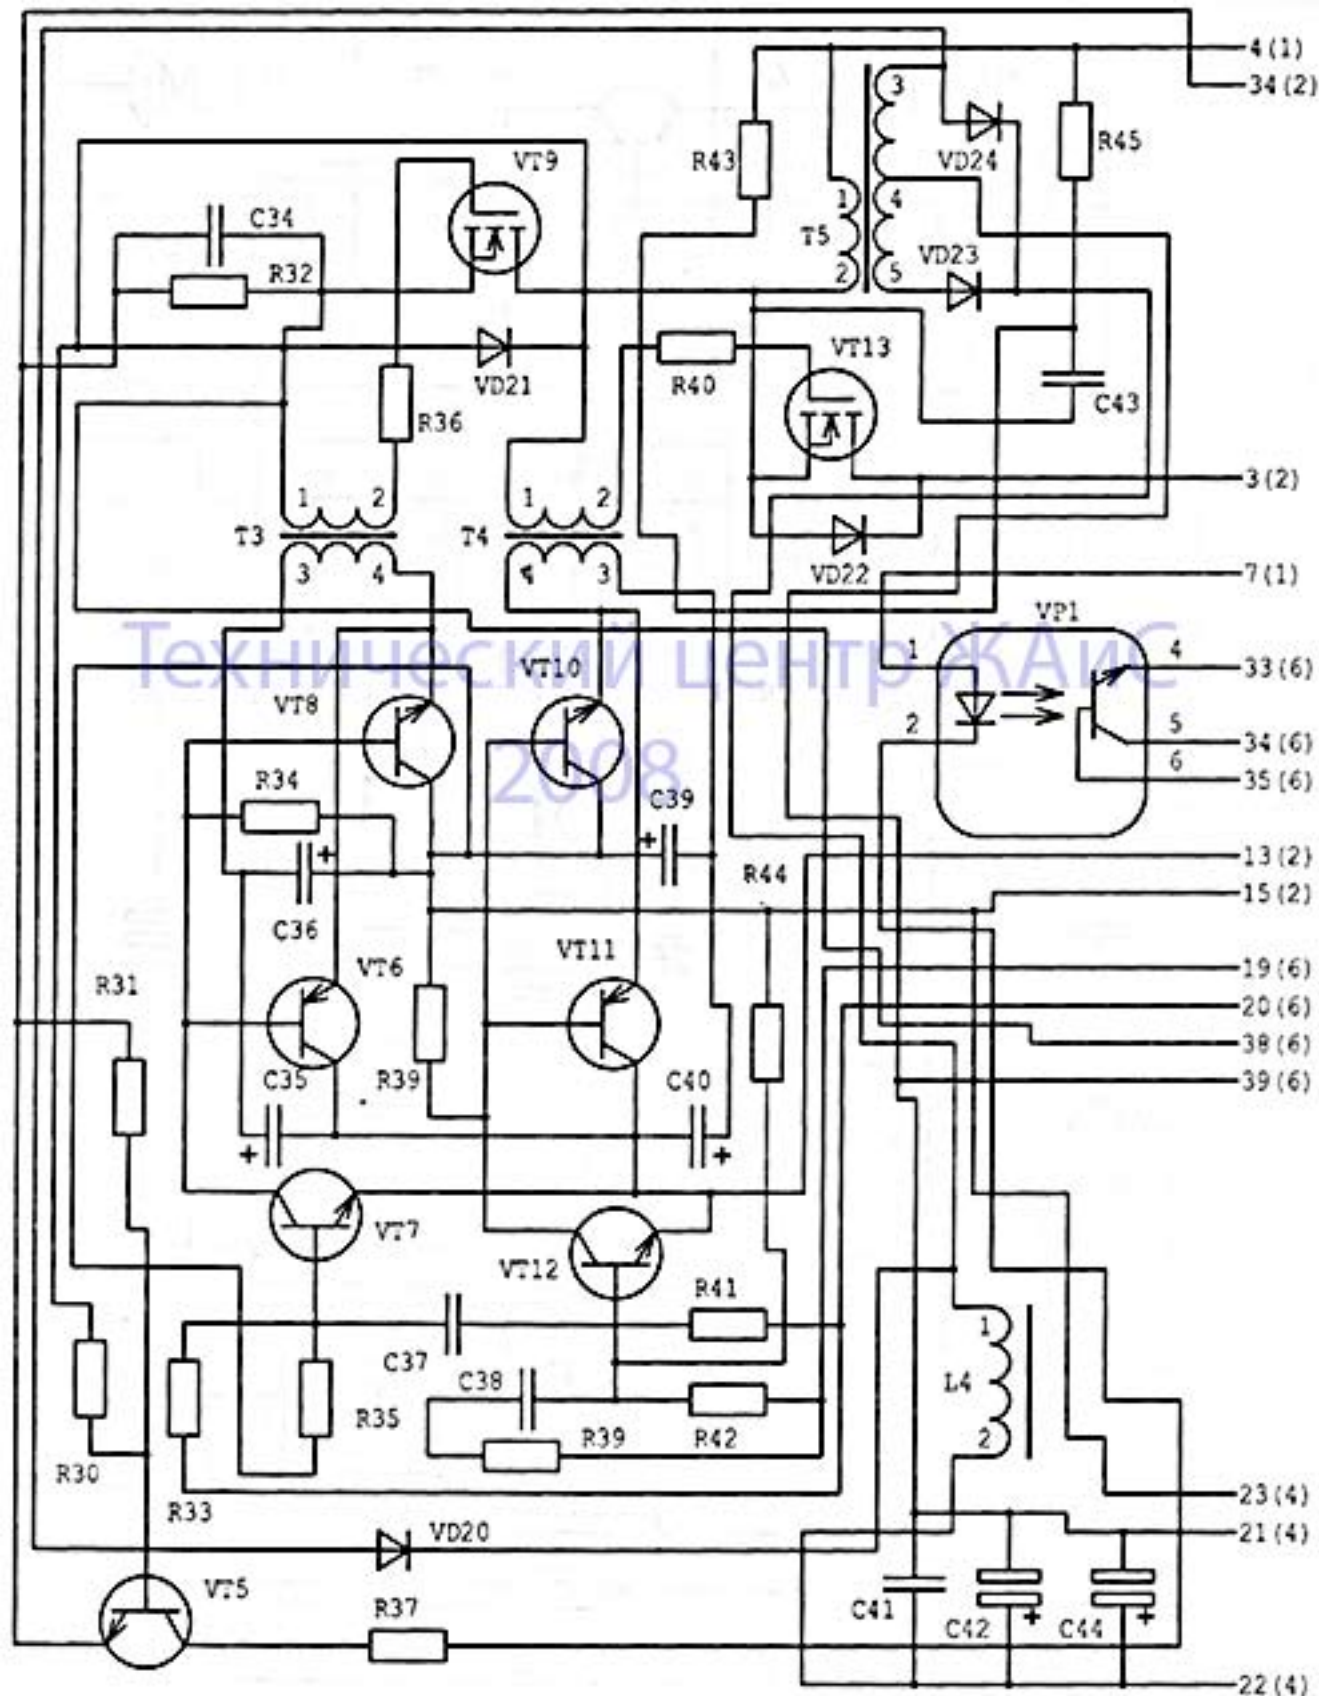 4(1)
34(2)
3
R45
R43
VD24
VT9
C34
1
4
T5
VD23
R32
2
5
VT13
VD21
R40
C43
R36
3(2)
1
2
1
2
T3
T4
3
4
4
3
VD22
7(1)
VP1
Технический центр ЖАиС
1
4
33(6)
VT10
VT8
2
5
34(6)
6
35(6)
2008
R34
C39
+
+
13(2)
R44
15(2)
C36
VT11
VT6
19(6)
R31
20(6)
38(6)
C35
R39
C40
39(6)
+
+
VT7
VT12
R41
1
C37
C38
L4
R35
R39
R42
2
R30
23(4)
R33
VD20
21(4)
VT5
R37
C41
C42
+
C44
+
22(4)